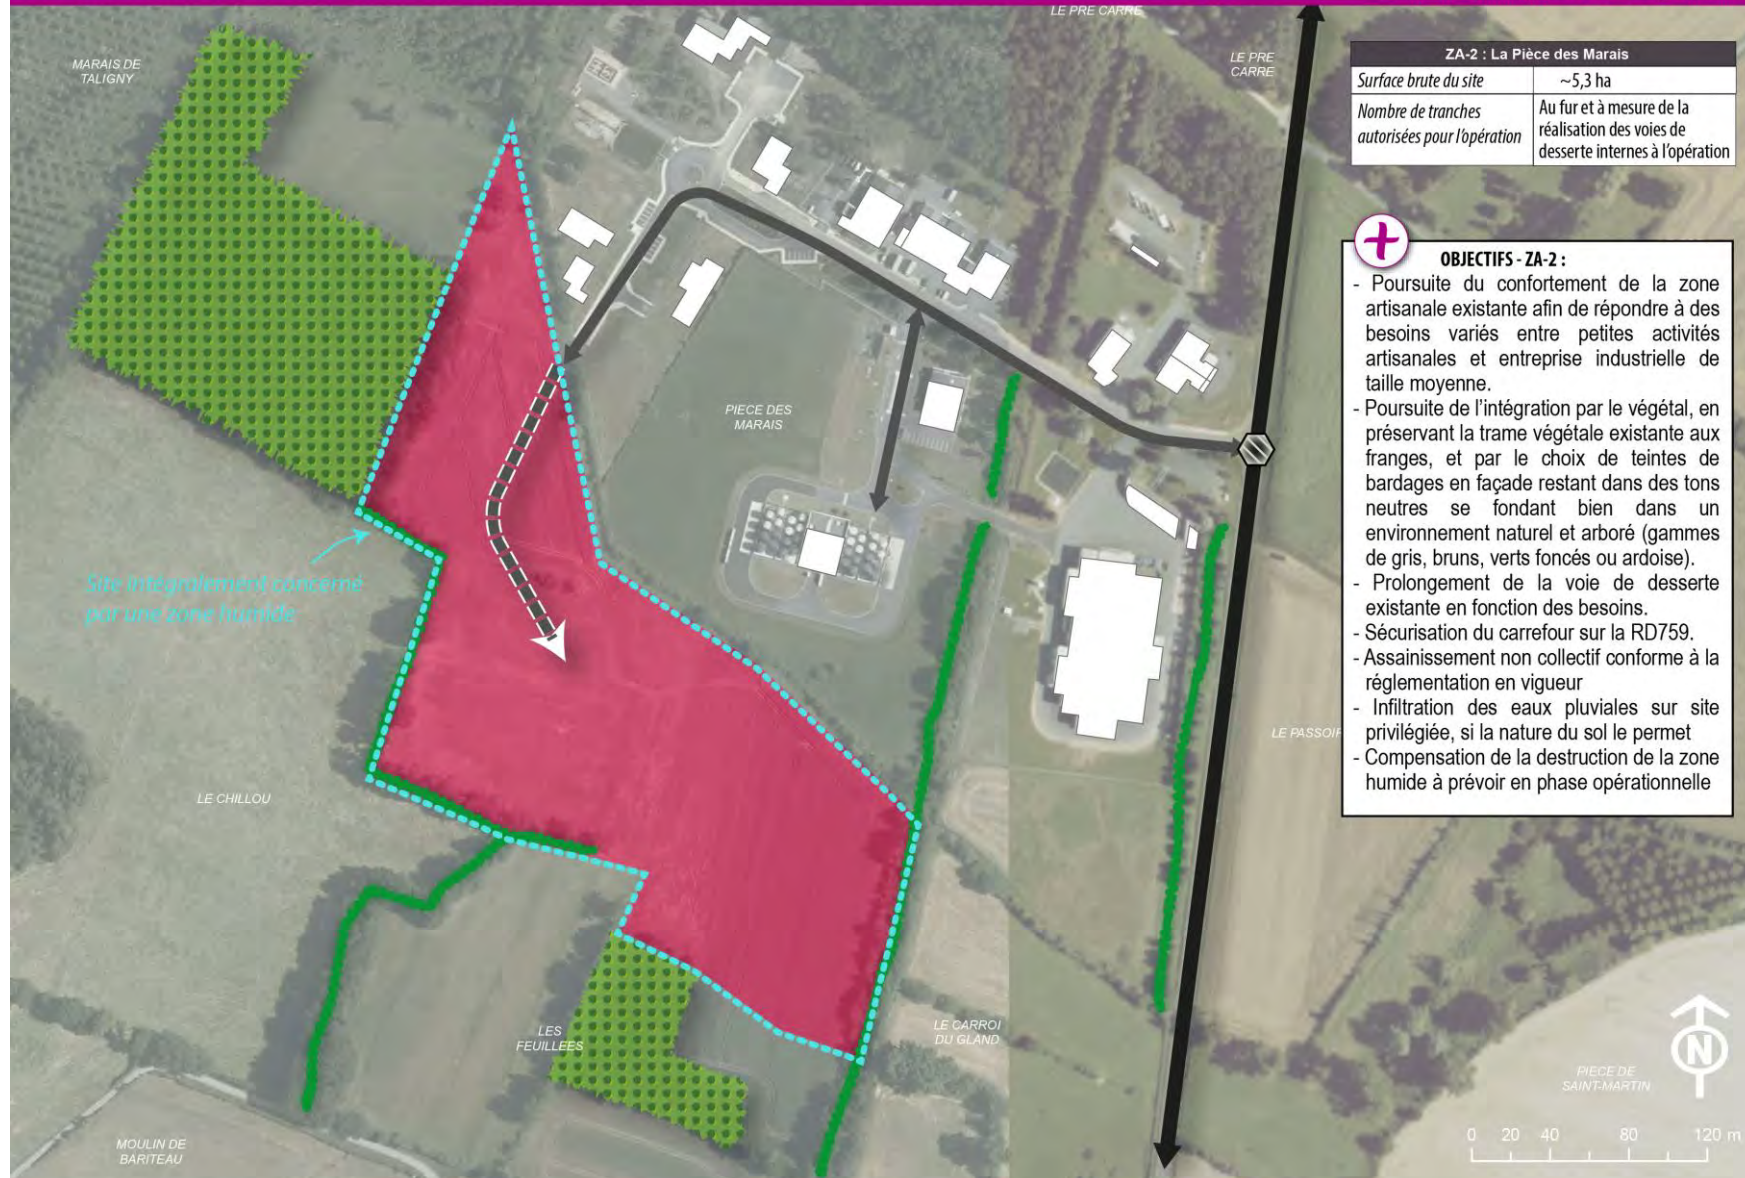 LE PRE CARRE
MARAIS DE
TALIGNY
LE PRE
CARRE
ZA-2 : La Pièce des Marais
Surface brute du site
~5,3 ha
Nombre de tranches
autorisées pour l'opération
Au fur et à mesure de la
réalisation des voies de
desserte internes à l'opération
OBJECTIFS - ZA-2 :
- Poursuite du confortement de la zone
artisanale existante afin de répondre à des
besoins variés entre petites activités
artisanales et entreprise industrielle de
taille moyenne.
- Poursuite de l'intégration par le végétal, en
préservant la trame végétale existante aux
franges, et par le choix de teintes de
bardages en façade restant dans des tons
neutres se fondant bien dans un
environnement naturel et arboré (gammes
de gris, bruns, verts foncés ou ardoise).
- Prolongement de la voie de desserte
existante en fonction des besoins.
- Sécurisation du carrefour sur la RD759.
- Assainissement non collectif conforme à la
réglementation en vigueur
- Infiltration des eaux pluviales sur site
privilégiée, si la nature du sol le permet
- Compensation de la destruction de la zone
humide à prévoir en phase opérationnelle
PIECE DES
MARAIS
Site intégralement concerné
par une zone humide
LE PASSOIR
LE CHILLOU
LES
FEUILLEES
LE CARROI
DU GLAND
PIECE DE
SAINT-MARTIN
MOULIN DE
BARITEAU
N
0 20 40 80 120 m